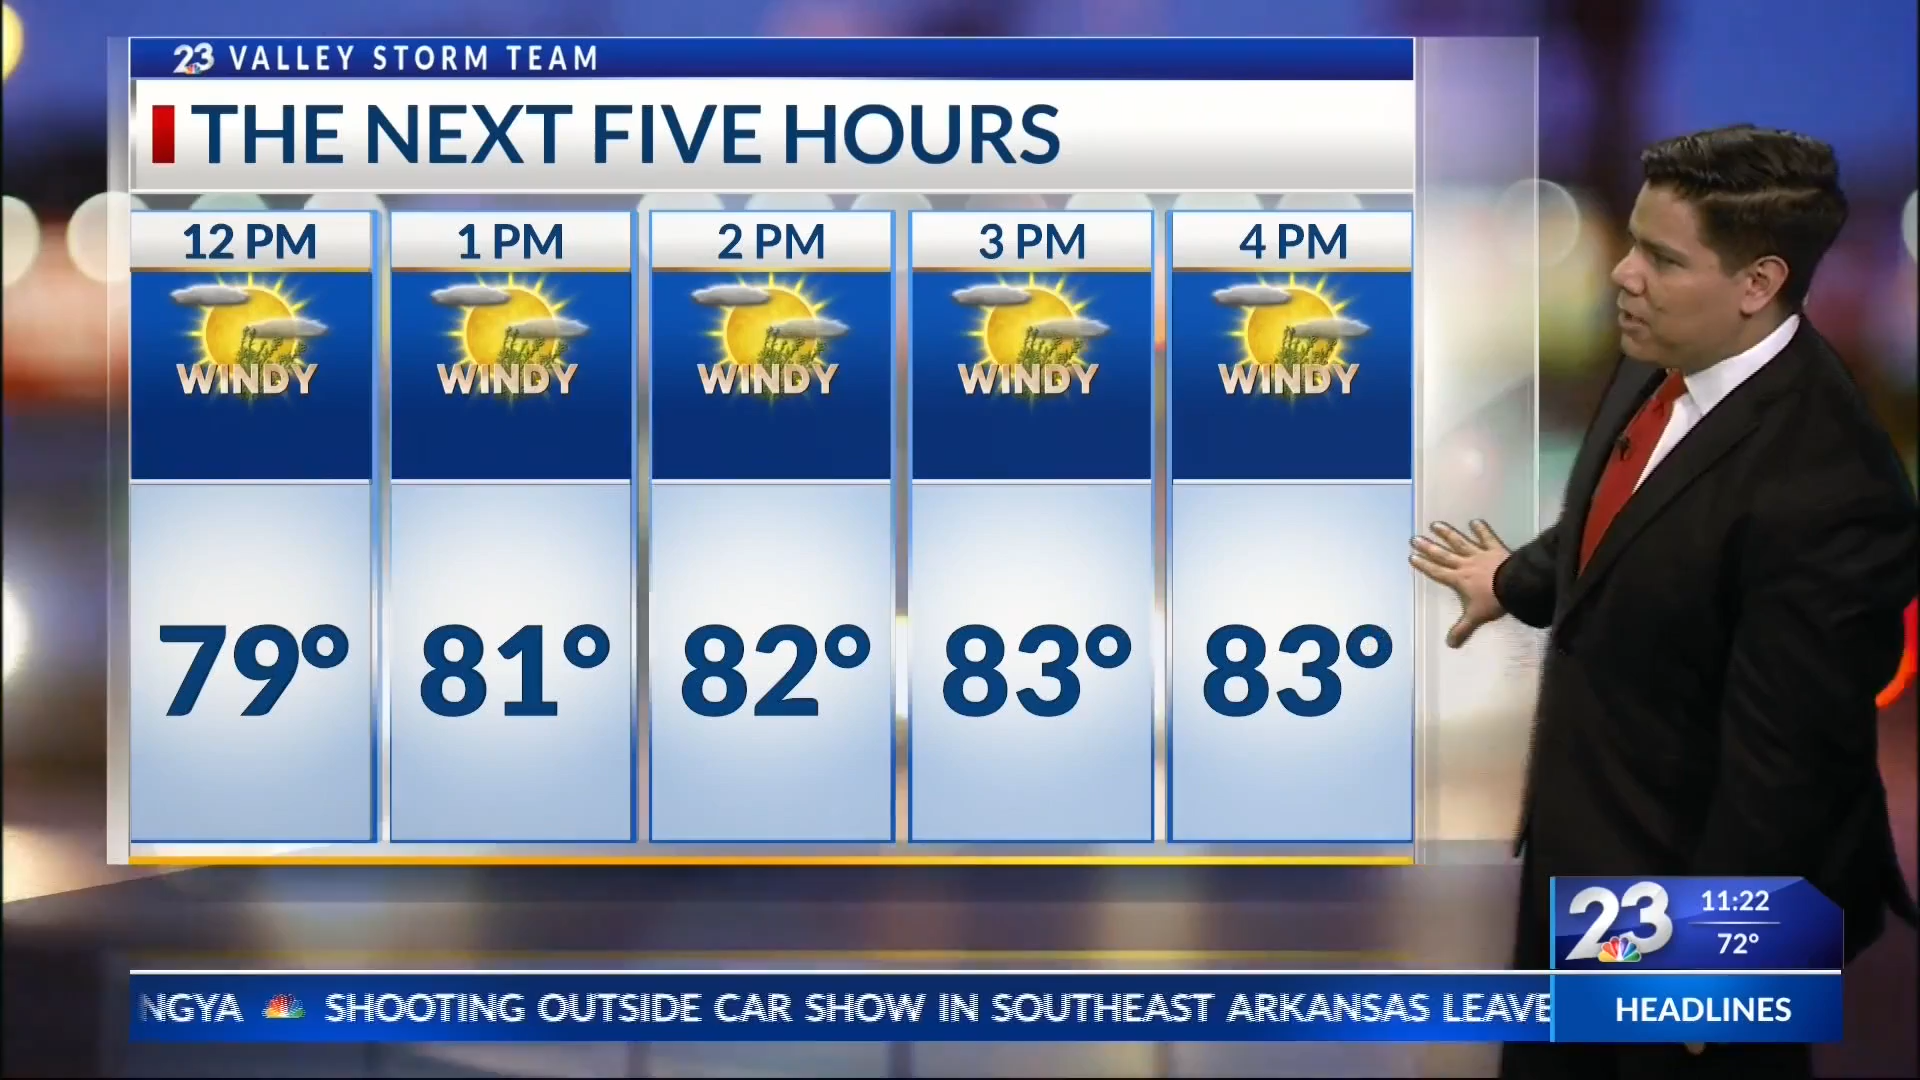 23 VALLEY STORM TEAM
THE NEXT FIVE HOURS
12 PM 1 PM 2 PM 3 PM 4 PM
WINDY WINDY WINDY WINDY WINDY
79° 81° 82° 83° 83°
23 11:22
72°
NGYA SHOOTING OUTSIDE CAR SHOW IN SOUTHEAST ARKANSAS LEAVE
HEADLINES